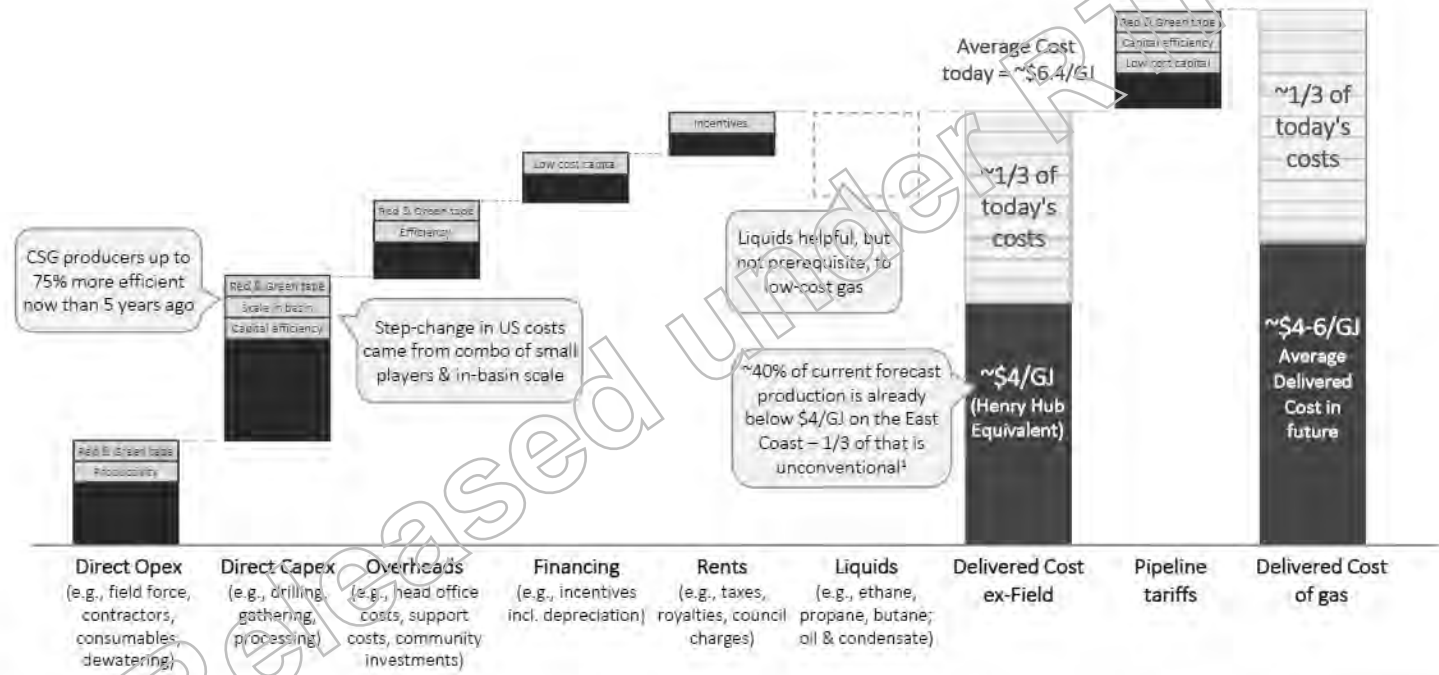 Red & Green tape
Capital efficiency
Low cost capital
Average Cost
today = ~$6.4/GJ
~1/3 of
today's
costs
Incentives
Low cost capital
~1/3 of
today's
costs
Red & Green tape
Efficiency
Liquids helpful, but
not prerequisite, to
low-cost gas
CSG producers up to
75% more efficient
now than 5 years ago
Red & Green tape
Scale in basin
Capital efficiency
Step-change in US costs
came from combo of small
players & in-basin scale
~40% of current forecast
production is already
below $4/GJ on the East
Coast – 1/3 of that is
unconventional¹
~$4/GJ
(Henry Hub
Equivalent)
~$4-6/GJ
Average
Delivered
Cost in
future
Red & Green tape
Productivity
Direct Opex
(e.g., field force,
contractors,
consumables,
dewatering)
Direct Capex
(e.g., drilling,
gathering,
processing)
Overheads
(e.g., head office
costs, support
costs, community
investments)
Financing
(e.g., incentives
incl. depreciation)
Rents
(e.g., taxes,
royalties, council
charges)
Liquids
(e.g., ethane,
propane, butane;
oil & condensate)
Delivered Cost
ex-Field
Pipeline
tariffs
Delivered Cost
of gas
Released under